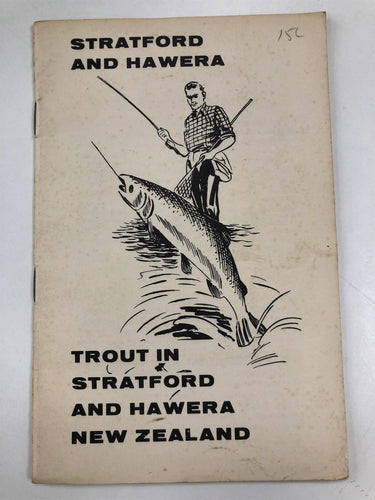 15c
STRATFORD
AND HAWERA
TROUT IN
STRATFORD
AND HAWERA
NEW ZEALAND